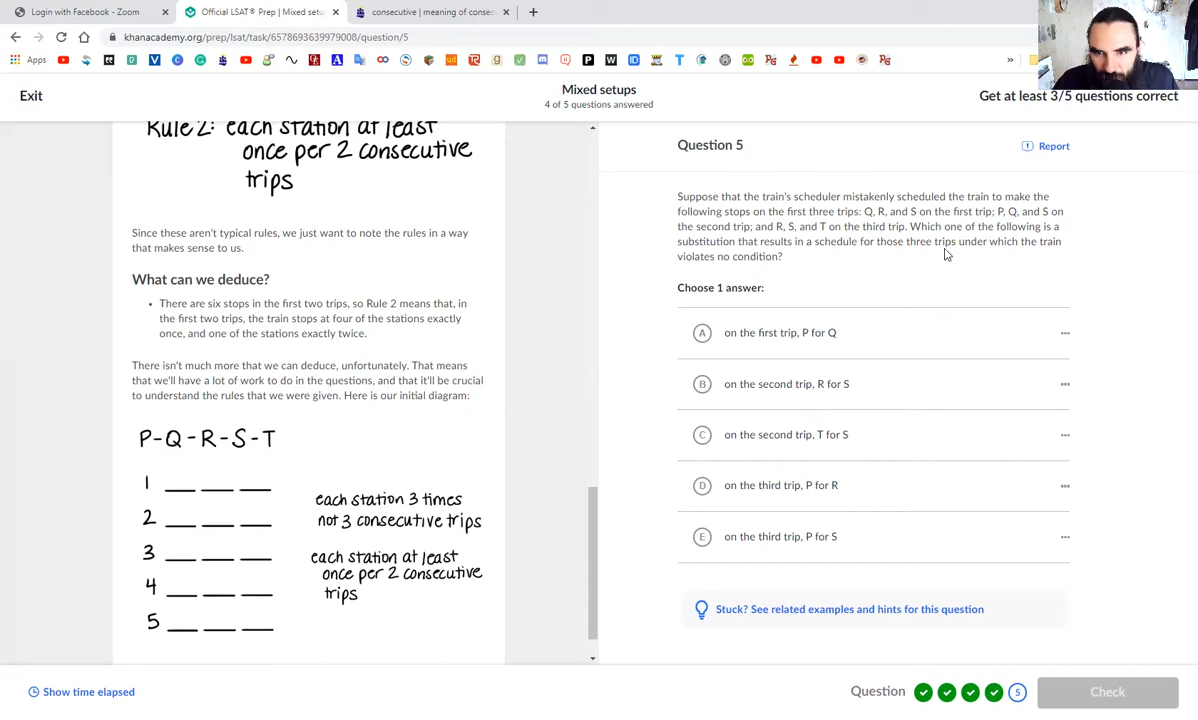 Login with Facebook - Zoom
Official LSAT® Prep | Mixed setu
consecutive | meaning of consec
khanacademy.org/prep/lsat/task/6578693639979008/question/5
Apps
Exit
Mixed setups
4 of 5 questions answered
Get at least 3/5 questions correct
Rule 2: each station at least
once per 2 consecutive
trips
Since these aren't typical rules, we just want to note the rules in a way
that makes sense to us.
What can we deduce?
• There are six stops in the first two trips, so Rule 2 means that, in
the first two trips, the train stops at four of the stations exactly
once, and one of the stations exactly twice.
There isn't much more that we can deduce, unfortunately. That means
that we'll have a lot of work to do in the questions, and that it'll be crucial
to understand the rules that we were given. Here is our initial diagram:
P-Q-R-S-T
1
2
3
4
5
each station 3 times
not 3 consecutive trips
each station at least
once per 2 consecutive
trips
Question 5
Report
Suppose that the train's scheduler mistakenly scheduled the train to make the
following stops on the first three trips: Q, R, and S on the first trip; P, Q, and S on
the second trip; and R, S, and T on the third trip. Which one of the following is a
substitution that results in a schedule for those three trips under which the train
violates no condition?
Choose 1 answer:
A on the first trip, P for Q
B on the second trip, R for S
C on the second trip, T for S
D on the third trip, P for R
E on the third trip, P for S
Stuck? See related examples and hints for this question
Show time elapsed
Question
5
Check